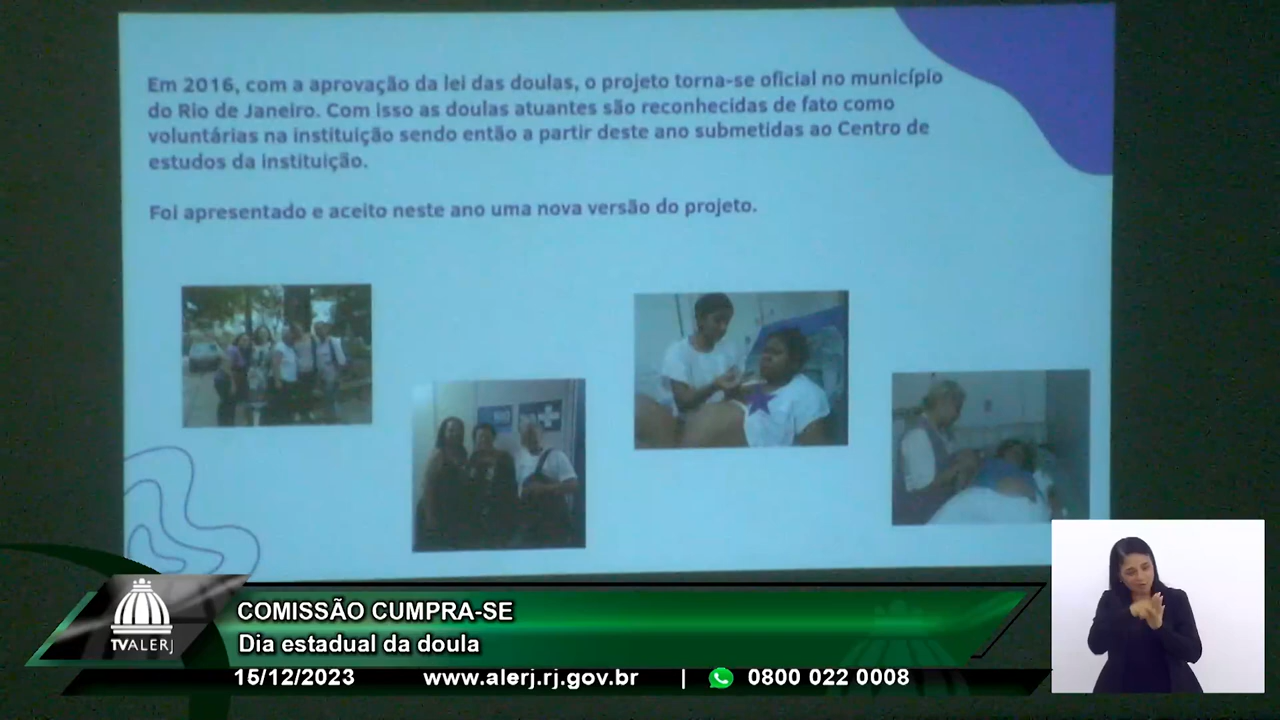 Em 2016, com a aprovação da lei das doulas, o projeto torna-se oficial no município
do Rio de Janeiro. Com isso as doulas atuantes são reconhecidas de fato como
voluntárias na instituição sendo então a partir deste ano submetidas ao Centro de
estudos da instituição.
Foi apresentado e aceito neste ano uma nova versão do projeto.
TVALERJ
COMISSÃO CUMPRA-SE
Dia estadual da doula
15/12/2023 www.alerj.rj.gov.br | 0800 022 0008